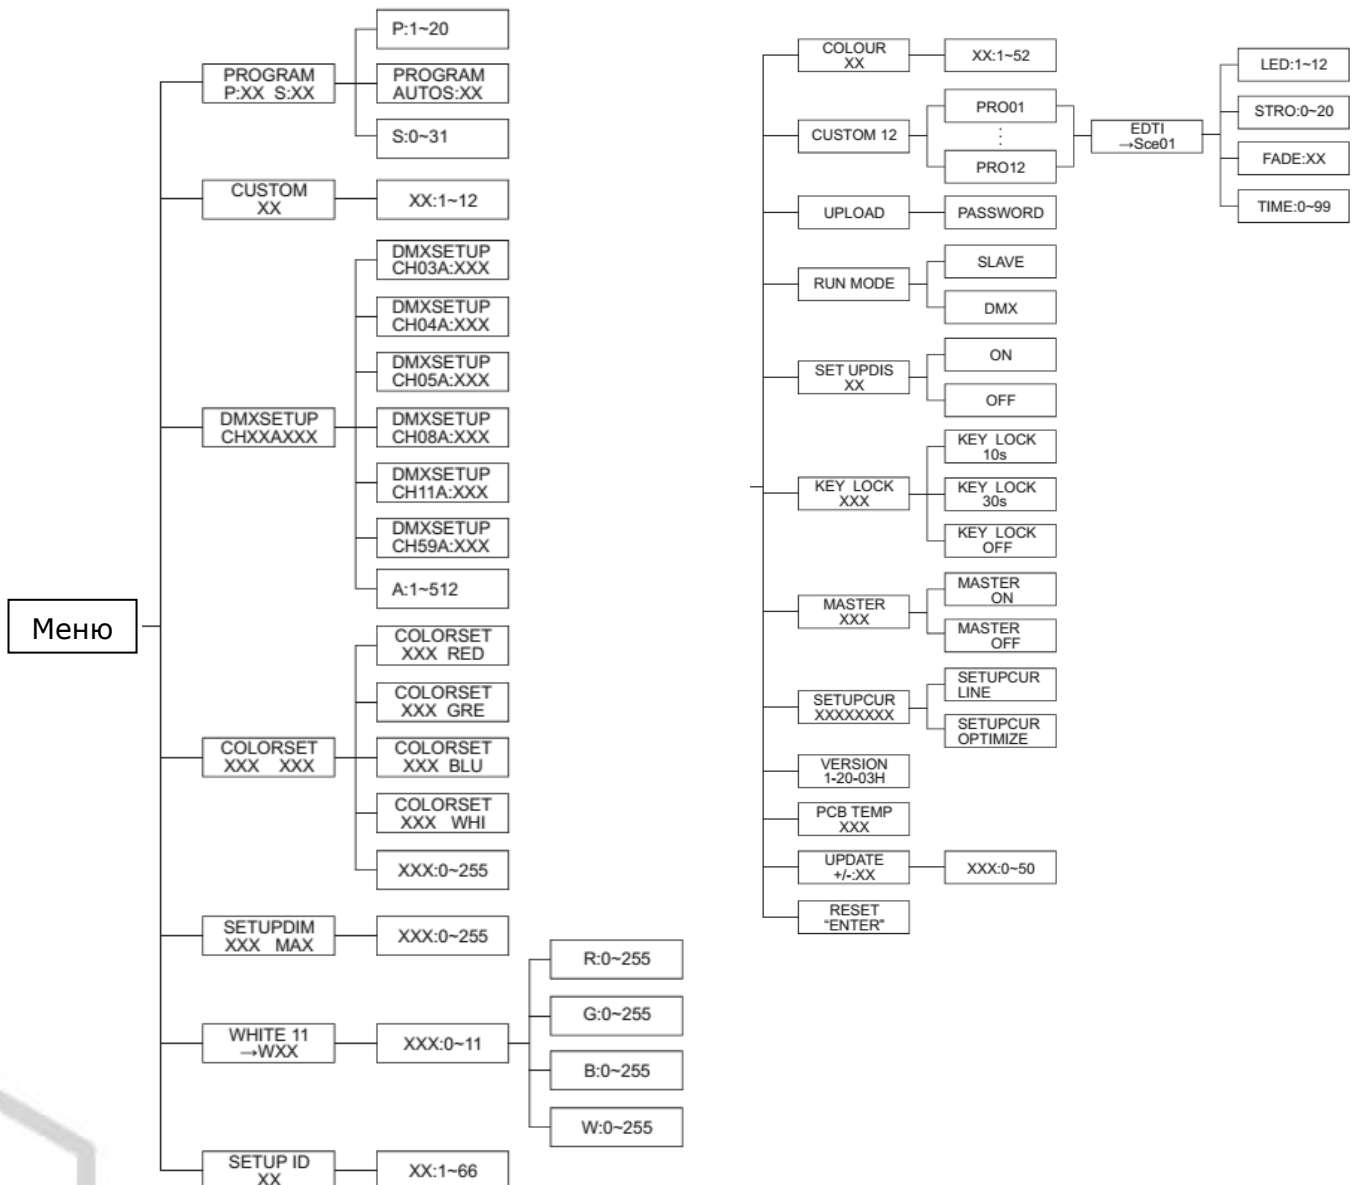 Меню
PROGRAM
P:XX S:XX
P:1~20
PROGRAM
AUTOS:XX
S:0~31
CUSTOM
XX
XX:1~12
DMXSETUP
CHXXAXXX
DMXSETUP
CH03A:XXX
DMXSETUP
CH04A:XXX
DMXSETUP
CH05A:XXX
DMXSETUP
CH08A:XXX
DMXSETUP
CH11A:XXX
DMXSETUP
CH59A:XXX
A:1~512
COLORSET
XXX XXX
COLORSET
XXX RED
COLORSET
XXX GRE
COLORSET
XXX BLU
COLORSET
XXX WHI
XXX:0~255
SETUPDIM
XXX MAX
XXX:0~255
WHITE 11
→WXX
XXX:0~11
R:0~255
G:0~255
B:0~255
W:0~255
SETUP ID
XX
XX:1~66
COLOUR
XX
XX:1~52
CUSTOM 12
PRO01
⋮
PRO12
EDTI
→Sce01
LED:1~12
STRO:0~20
FADE:XX
TIME:0~99
UPLOAD
PASSWORD
RUN MODE
SLAVE
DMX
SET UPDIS
XX
ON
OFF
KEY LOCK
XXX
KEY LOCK
10s
KEY LOCK
30s
KEY LOCK
OFF
MASTER
XXX
MASTER
ON
MASTER
OFF
SETUPCUR
XXXXXXXX
SETUPCUR
LINE
SETUPCUR
OPTIMIZE
VERSION
1-20-03H
PCB TEMP
XXX
UPDATE
+/-:XX
XXX:0~50
RESET
“ENTER”